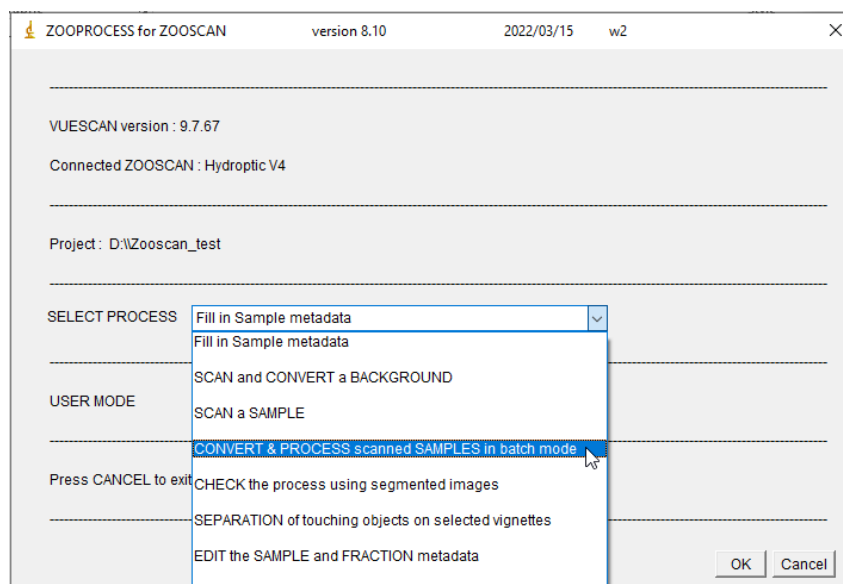 ZOOPROCESS for ZOOSCAN version 8.10 2022/03/15 w2
VUESCAN version : 9.7.67
Connected ZOOSCAN : Hydroptic V4
Project : D:\\Zooscan_test
SELECT PROCESS Fill in Sample metadata
Fill in Sample metadata
SCAN and CONVERT a BACKGROUND
USER MODE
SCAN a SAMPLE
CONVERT & PROCESS scanned SAMPLES in batch mode
Press CANCEL to exit
CHECK the process using segmented images
SEPARATION of touching objects on selected vignettes
EDIT the SAMPLE and FRACTION metadata
OK Cancel